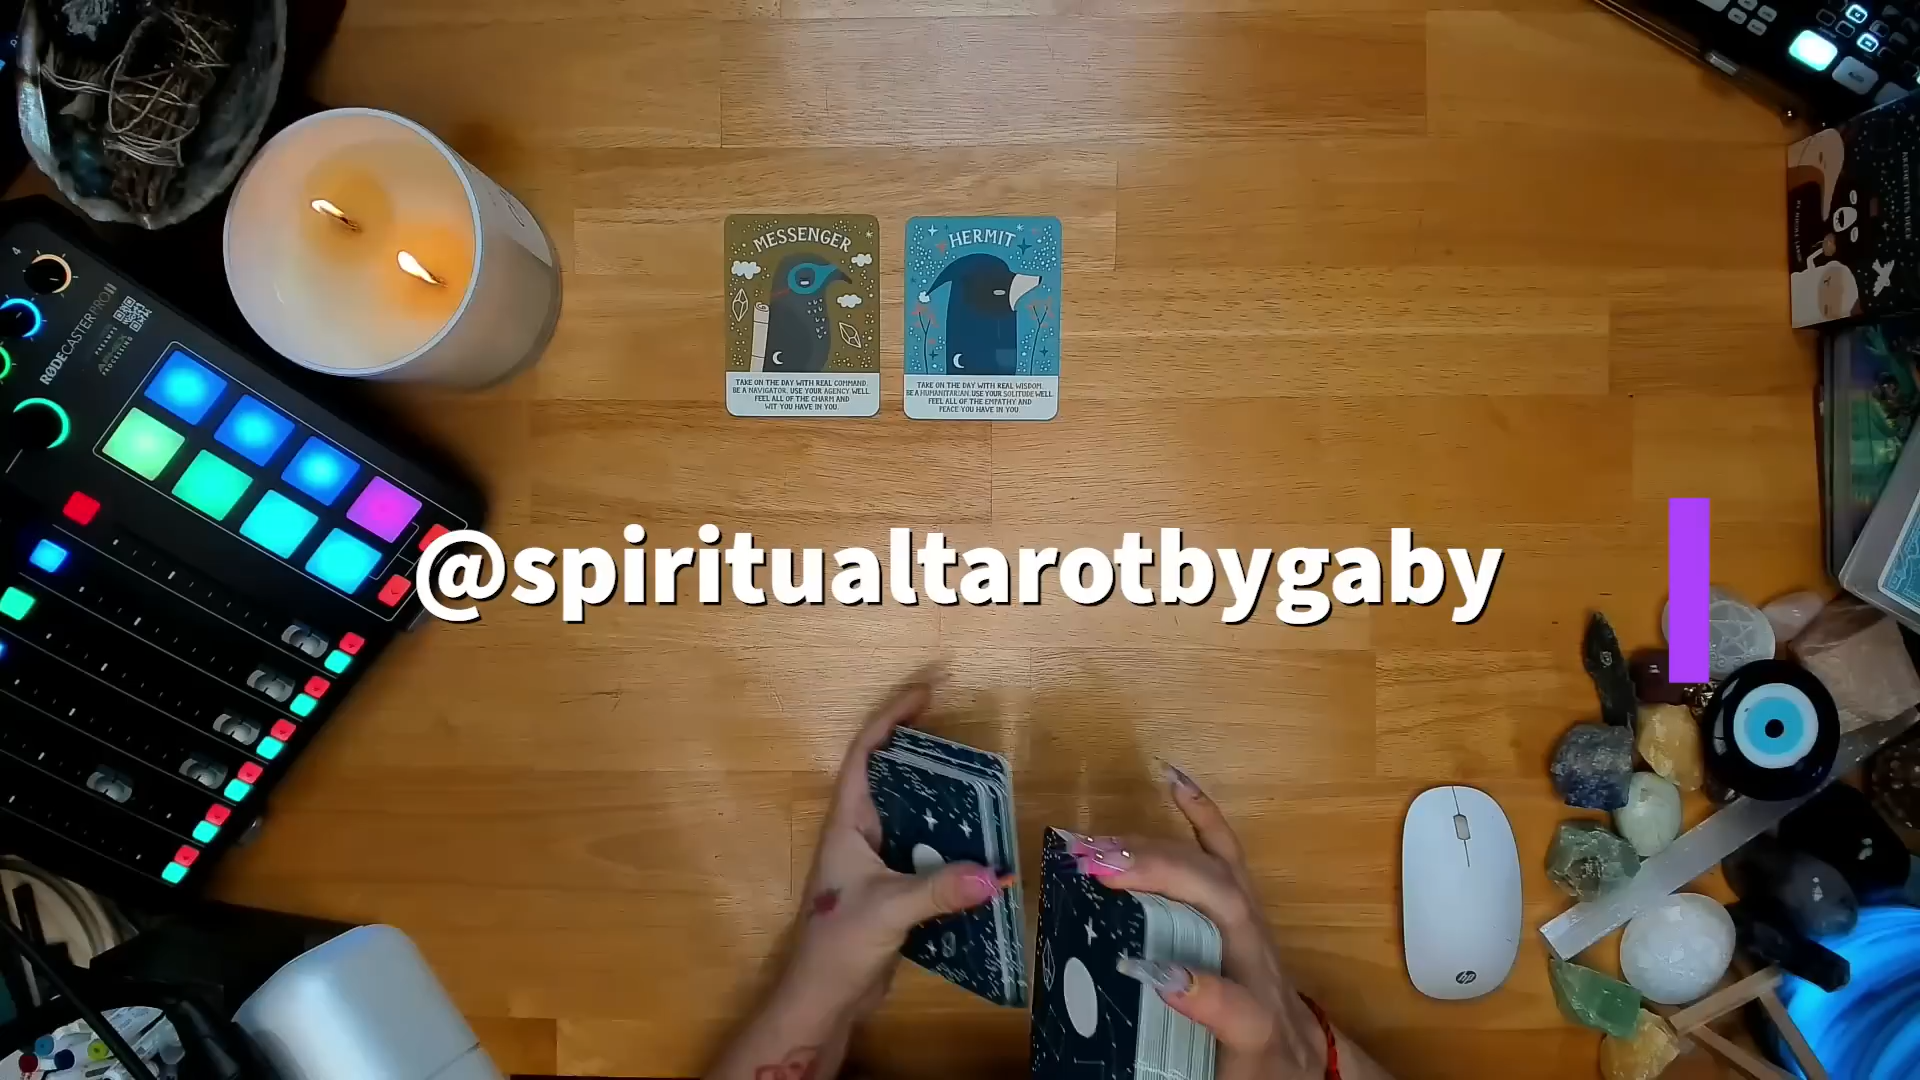 4
RØDECASTER PRO II
MESSENGER
TAKE ON THE DAY WITH REAL COMMAND.
BE A NAVIGATOR. USE YOUR AGENCY WELL.
FEEL ALL OF THE CHARM AND
WIT YOU HAVE IN YOU.
HERMIT
TAKE ON THE DAY WITH REAL WISDOM.
BE A HUMANITARIAN. USE YOUR SOLITUDE WELL.
FEEL ALL OF THE EMPATHY AND
PEACE YOU HAVE IN YOU.
@spiritualtarotbygaby
hp